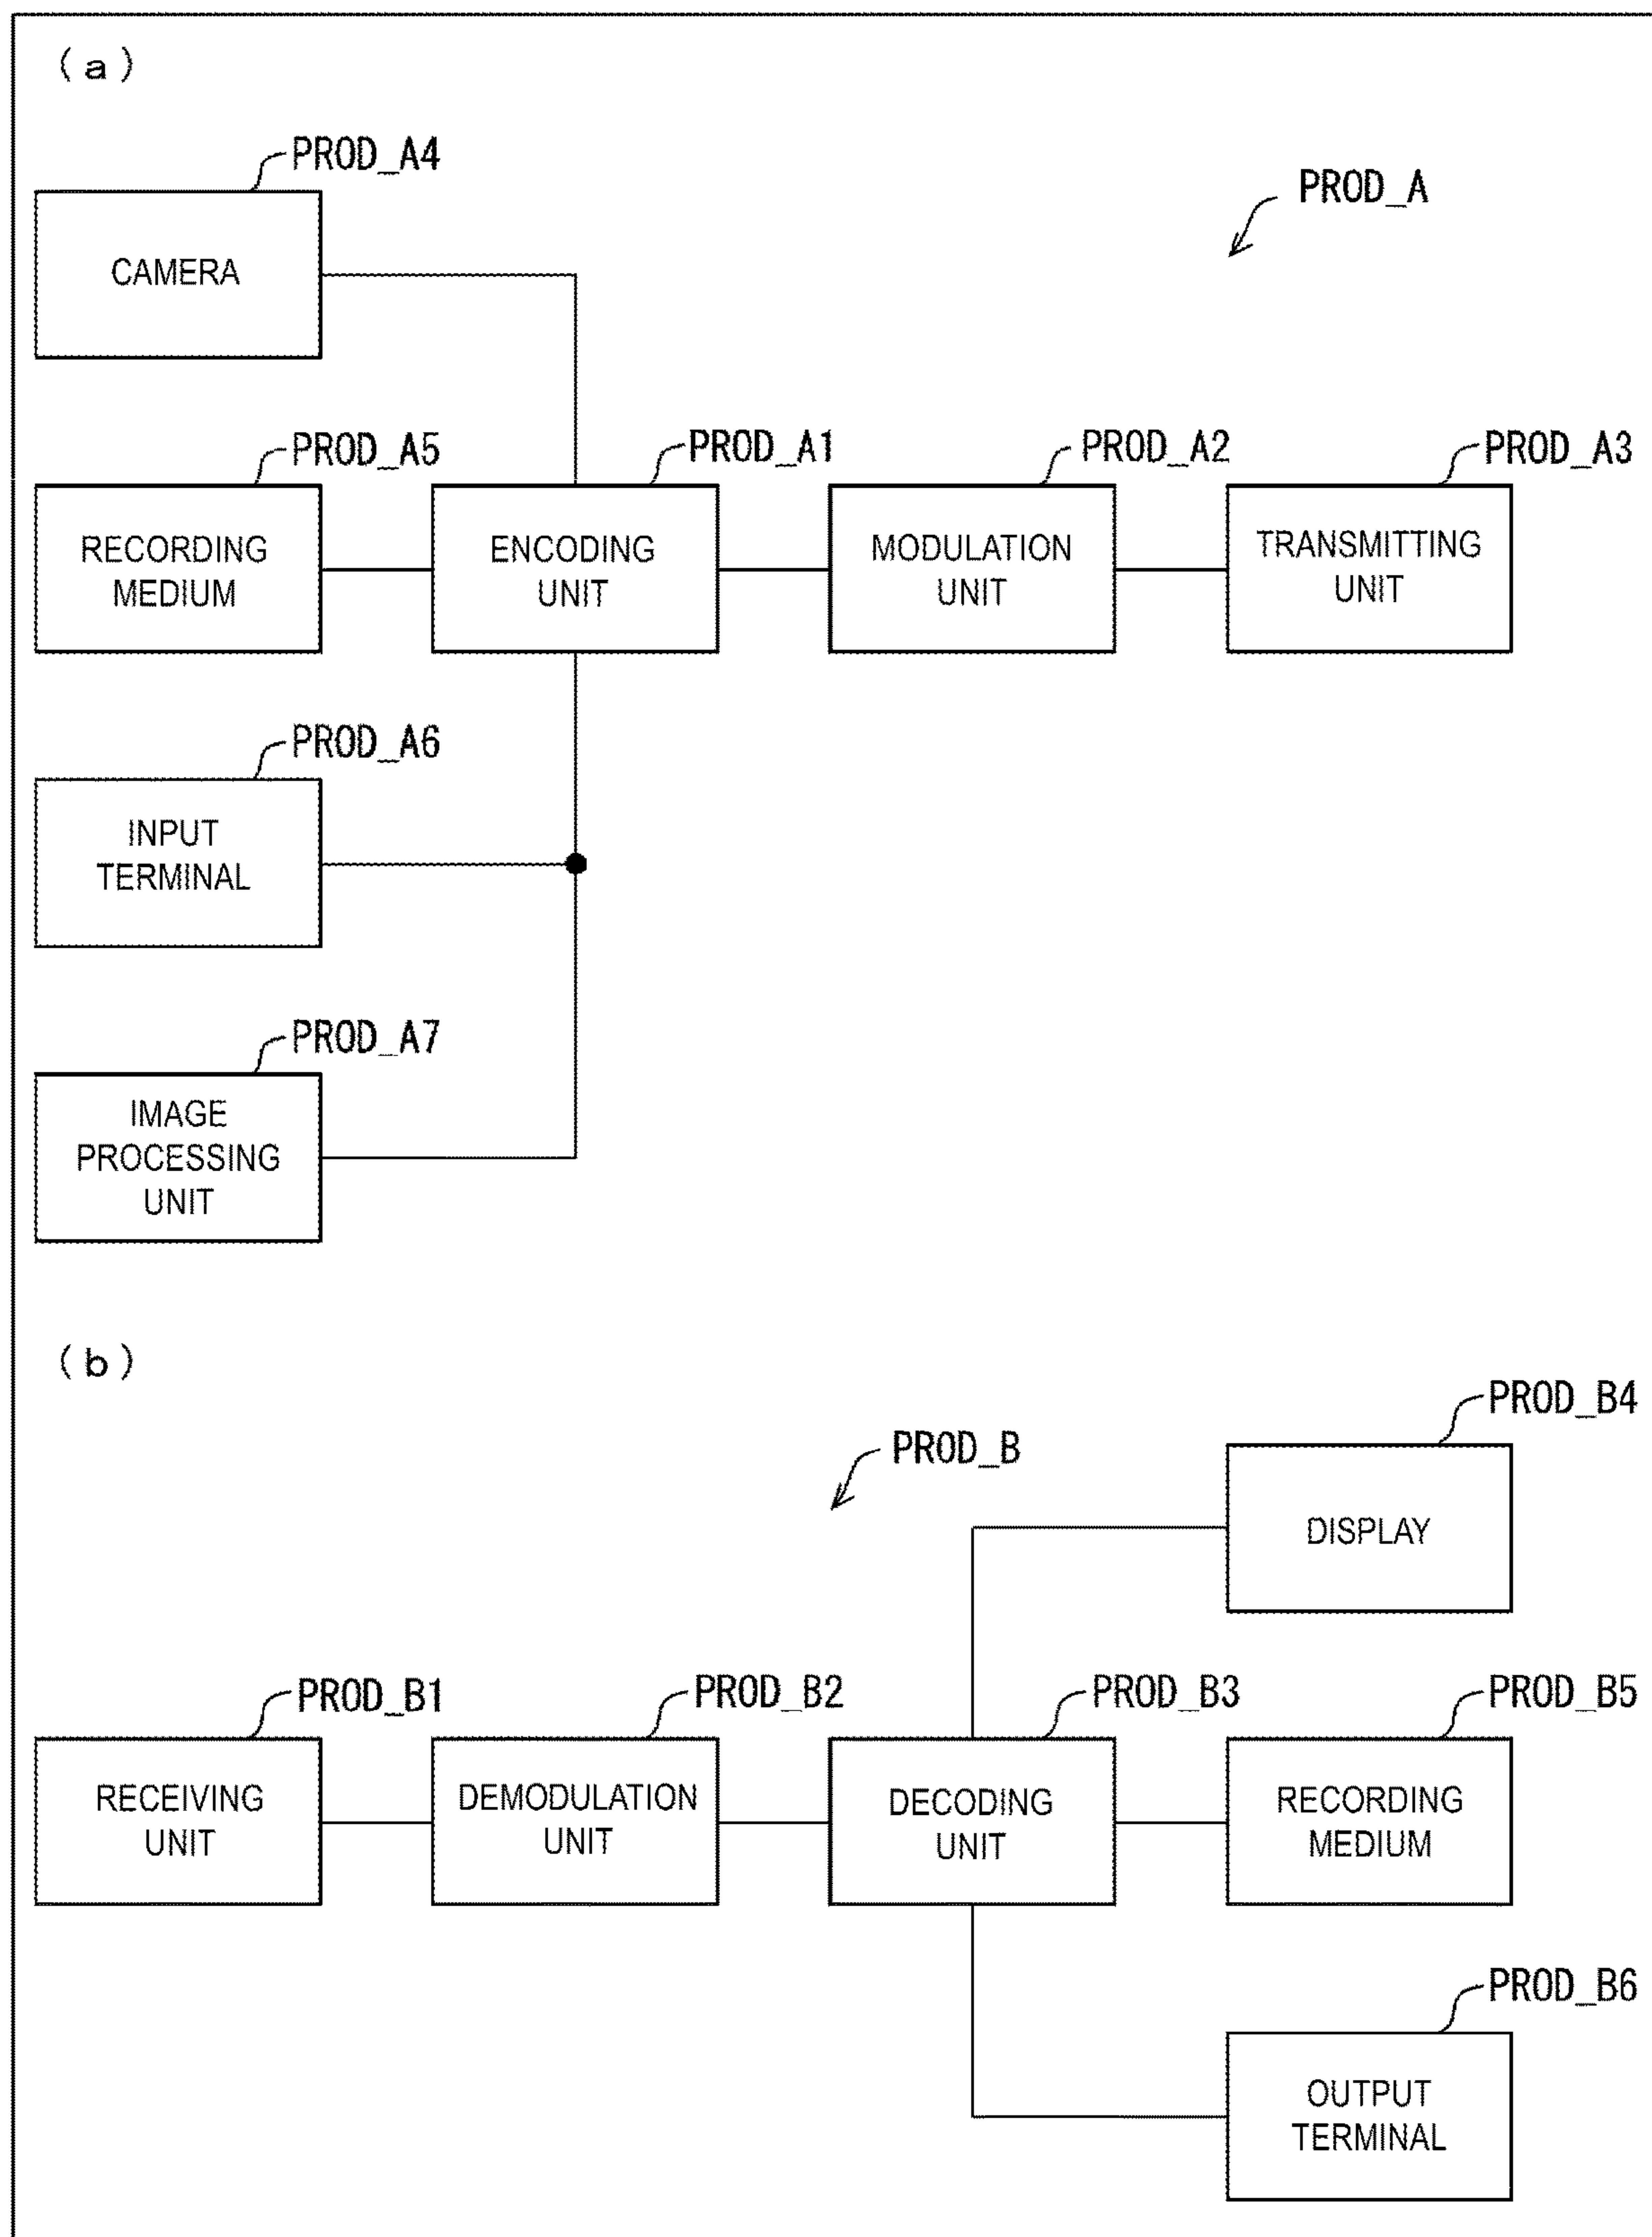 (a)
PROD_A4
CAMERA
PROD_A
PROD_A5
RECORDING
MEDIUM
PROD_A1
ENCODING
UNIT
PROD_A2
MODULATION
UNIT
PROD_A3
TRANSMITTING
UNIT
PROD_A6
INPUT
TERMINAL
PROD_A7
IMAGE
PROCESSING
UNIT
(b)
PROD_B
PROD_B4
DISPLAY
PROD_B1
RECEIVING
UNIT
PROD_B2
DEMODULATION
UNIT
PROD_B3
DECODING
UNIT
PROD_B5
RECORDING
MEDIUM
PROD_B6
OUTPUT
TERMINAL